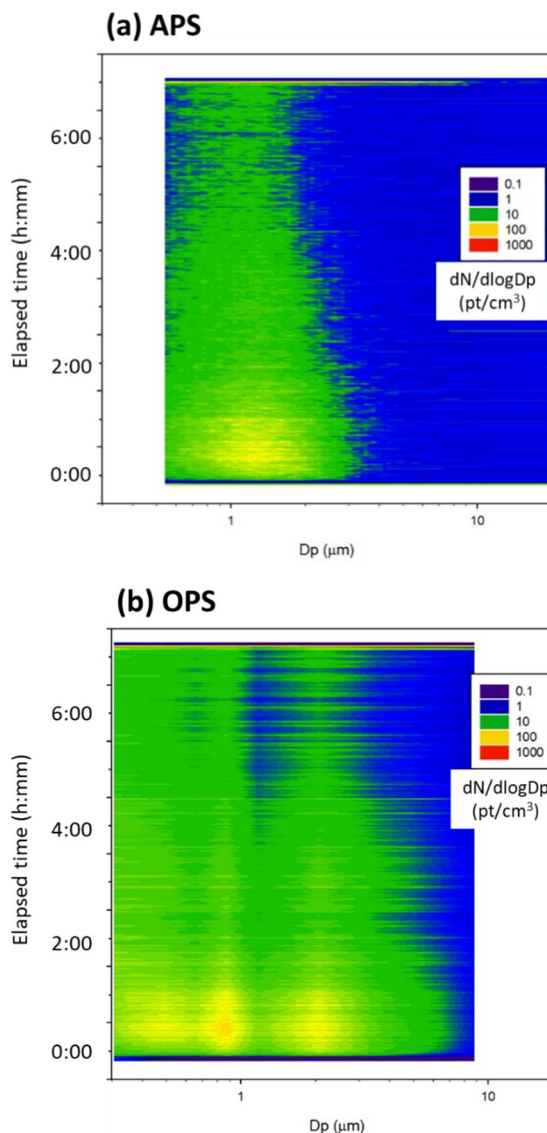 (a) APS
Elapsed time (h:mm)
6:00
4:00
2:00
0:00
0.1
1
10
100
1000
dN/dlogDp
(pt/cm³)
1
10
Dp (μm)
(b) OPS
Elapsed time (h:mm)
6:00
4:00
2:00
0:00
0.1
1
10
100
1000
dN/dlogDp
(pt/cm³)
1
10
Dp (μm)